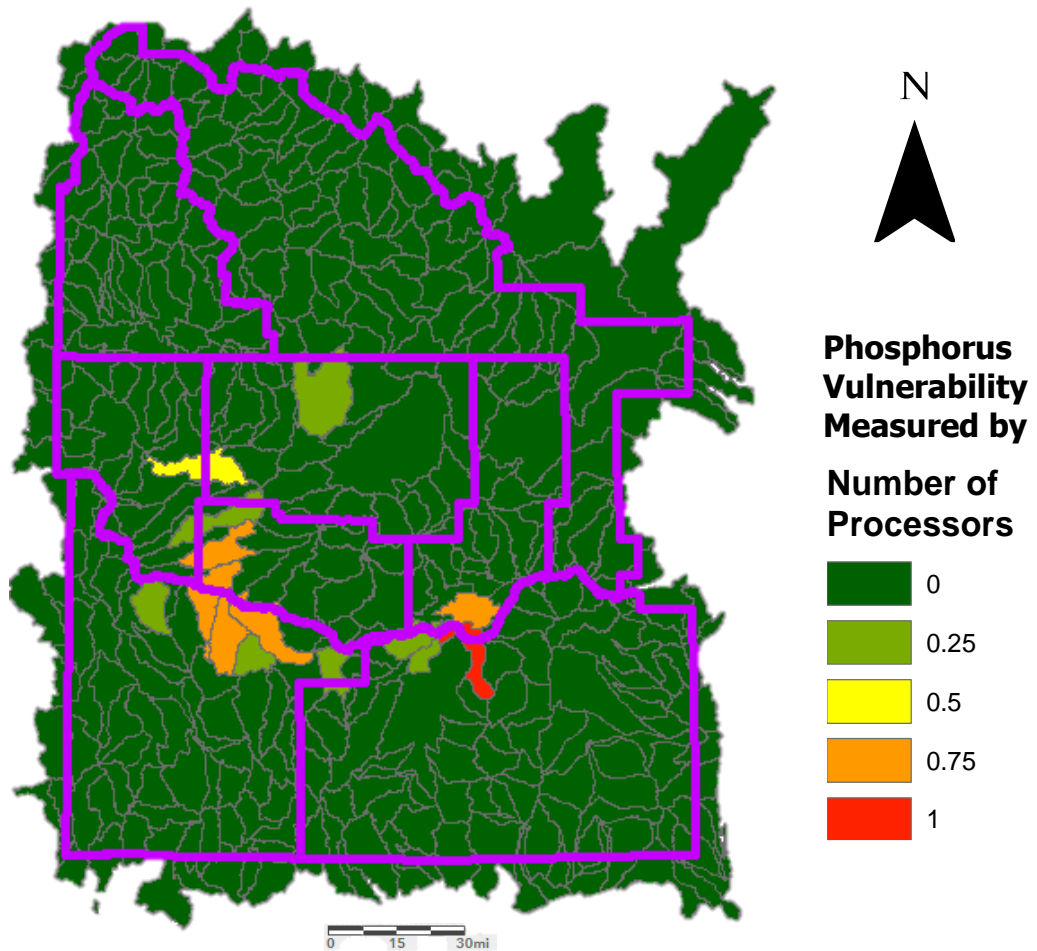 N
Phosphorus
Vulnerability
Measured by
Number of
Processors
0
0.25
0.5
0.75
1
0 15 30mi